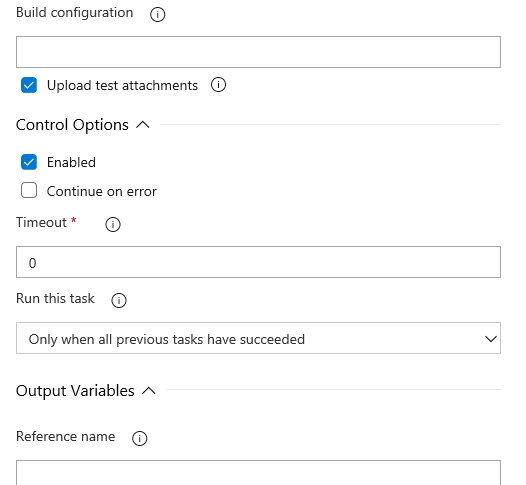 Build configuration
Upload test attachments
Control Options
Enabled
Continue on error
Timeout *
0
Run this task
Only when all previous tasks have succeeded
Output Variables
Reference name